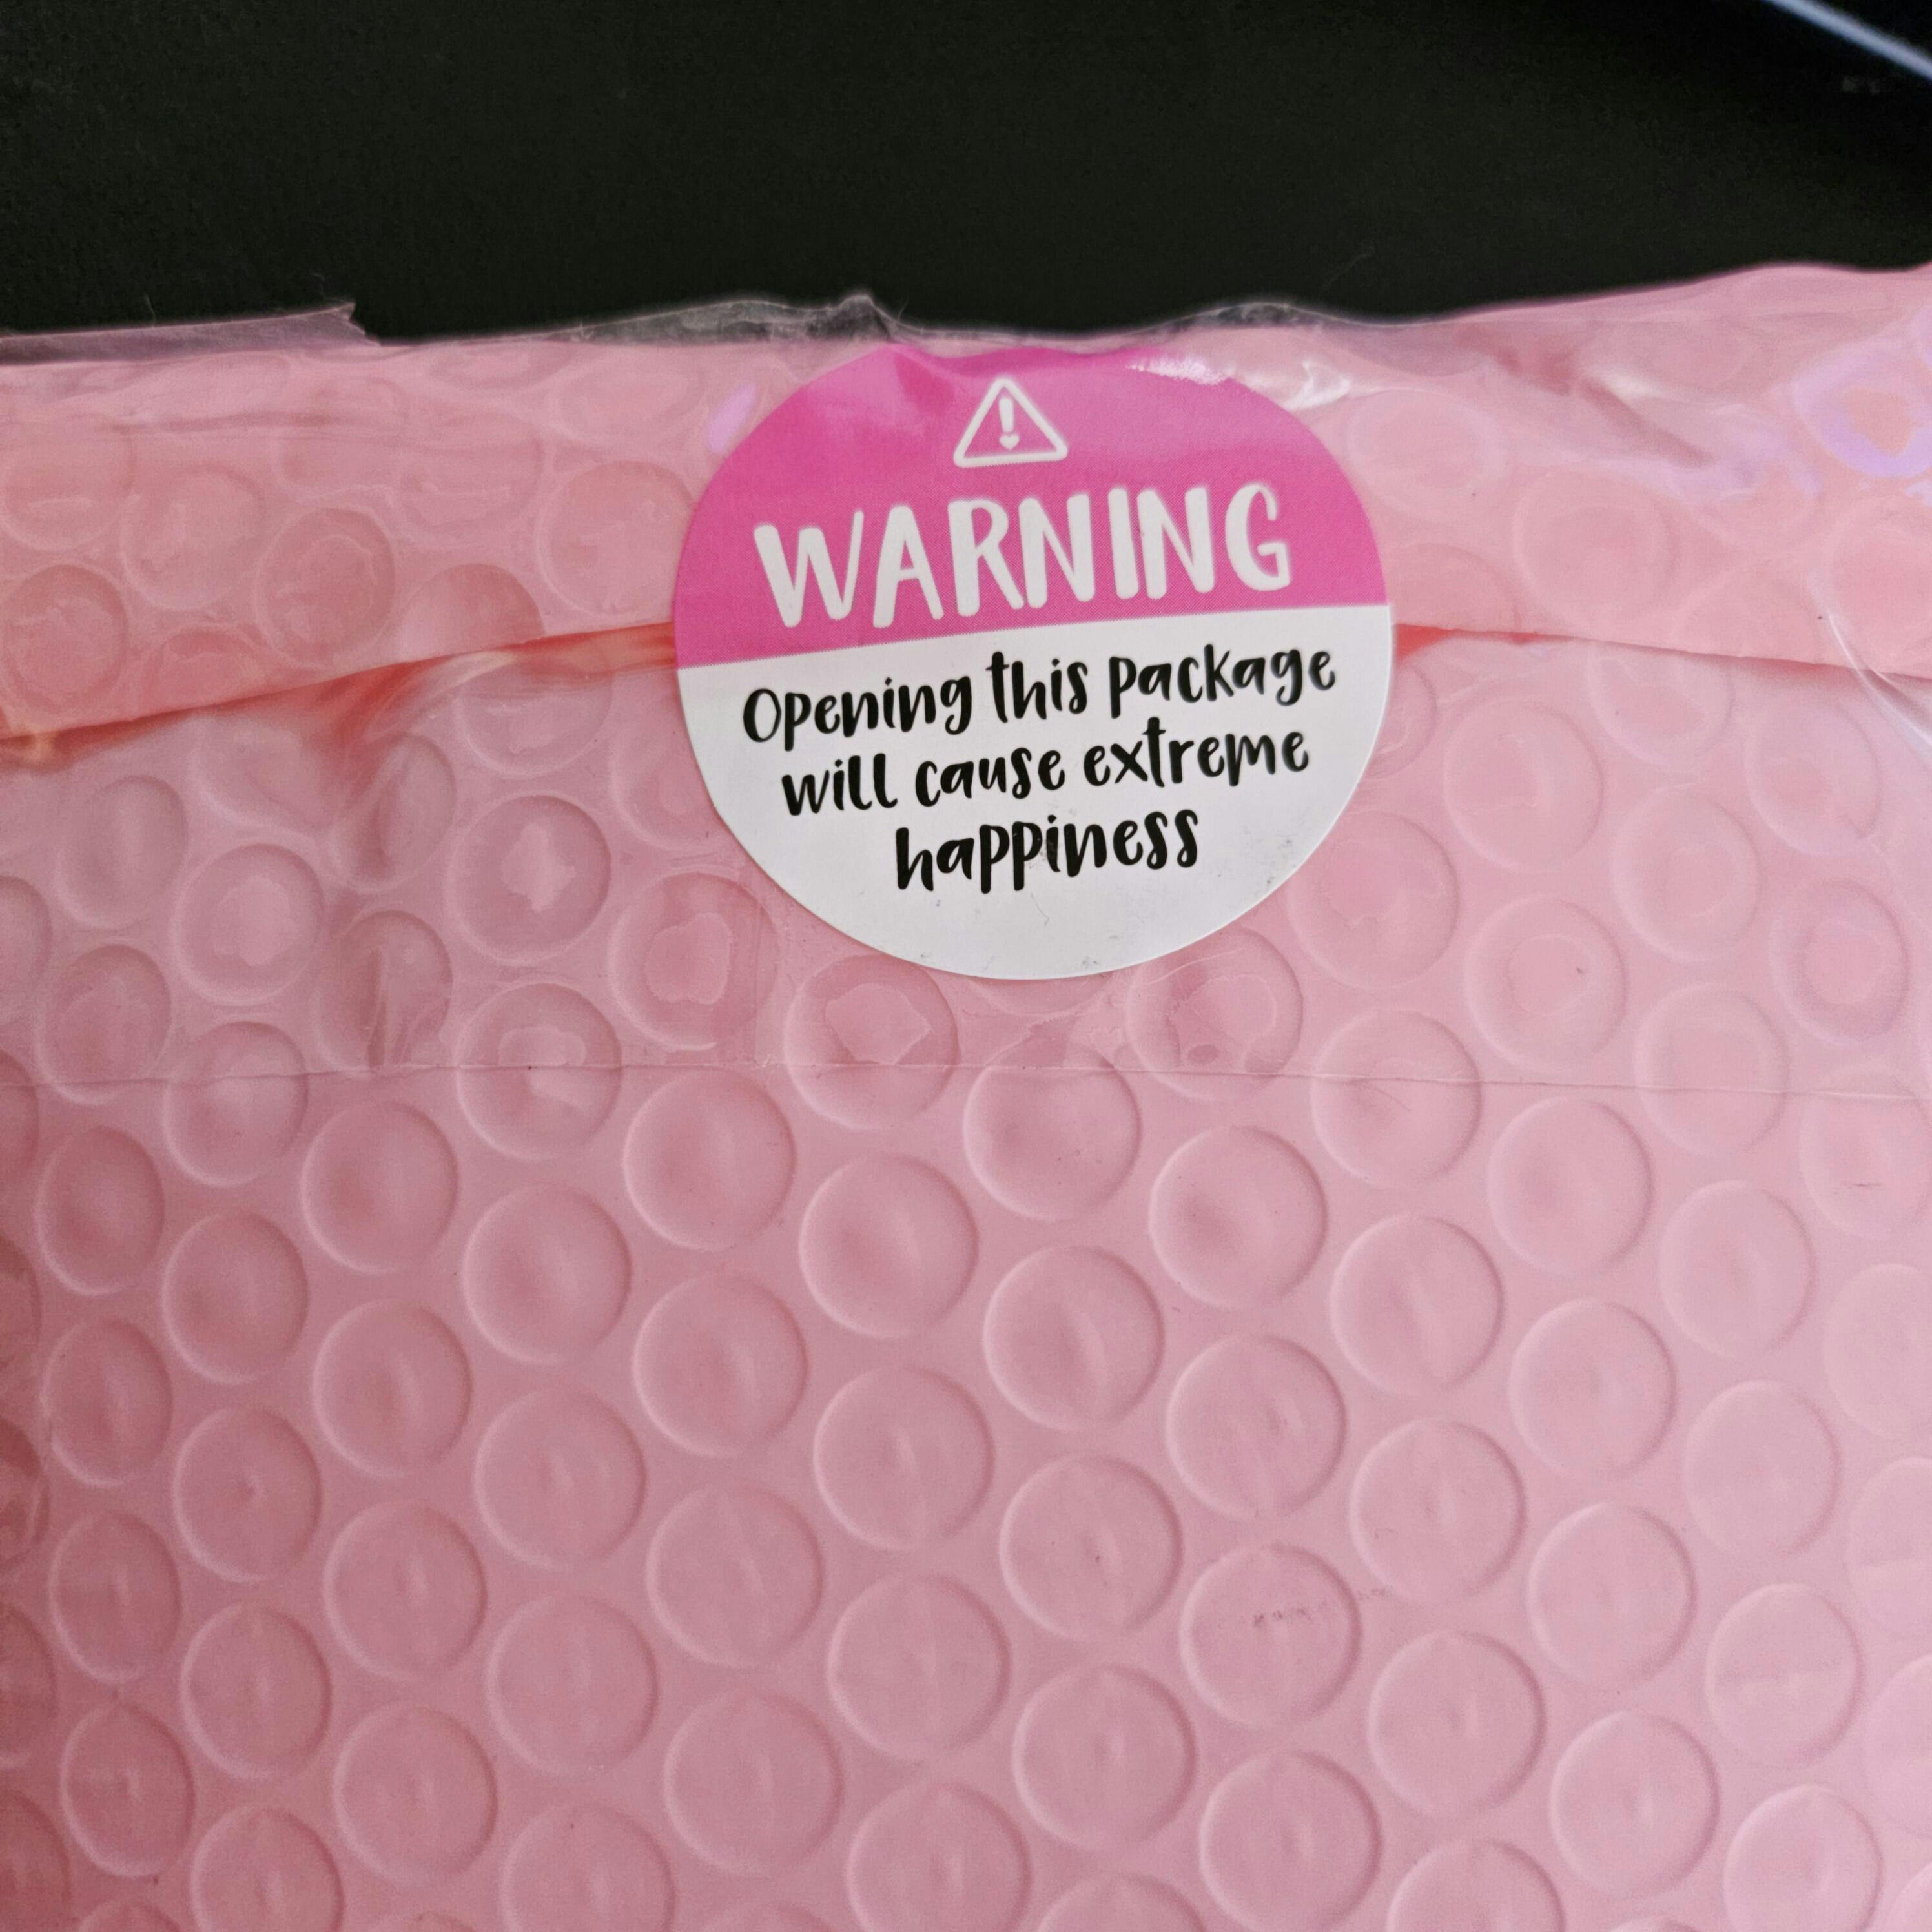 WARNING
Opening this package
will cause extreme
happiness